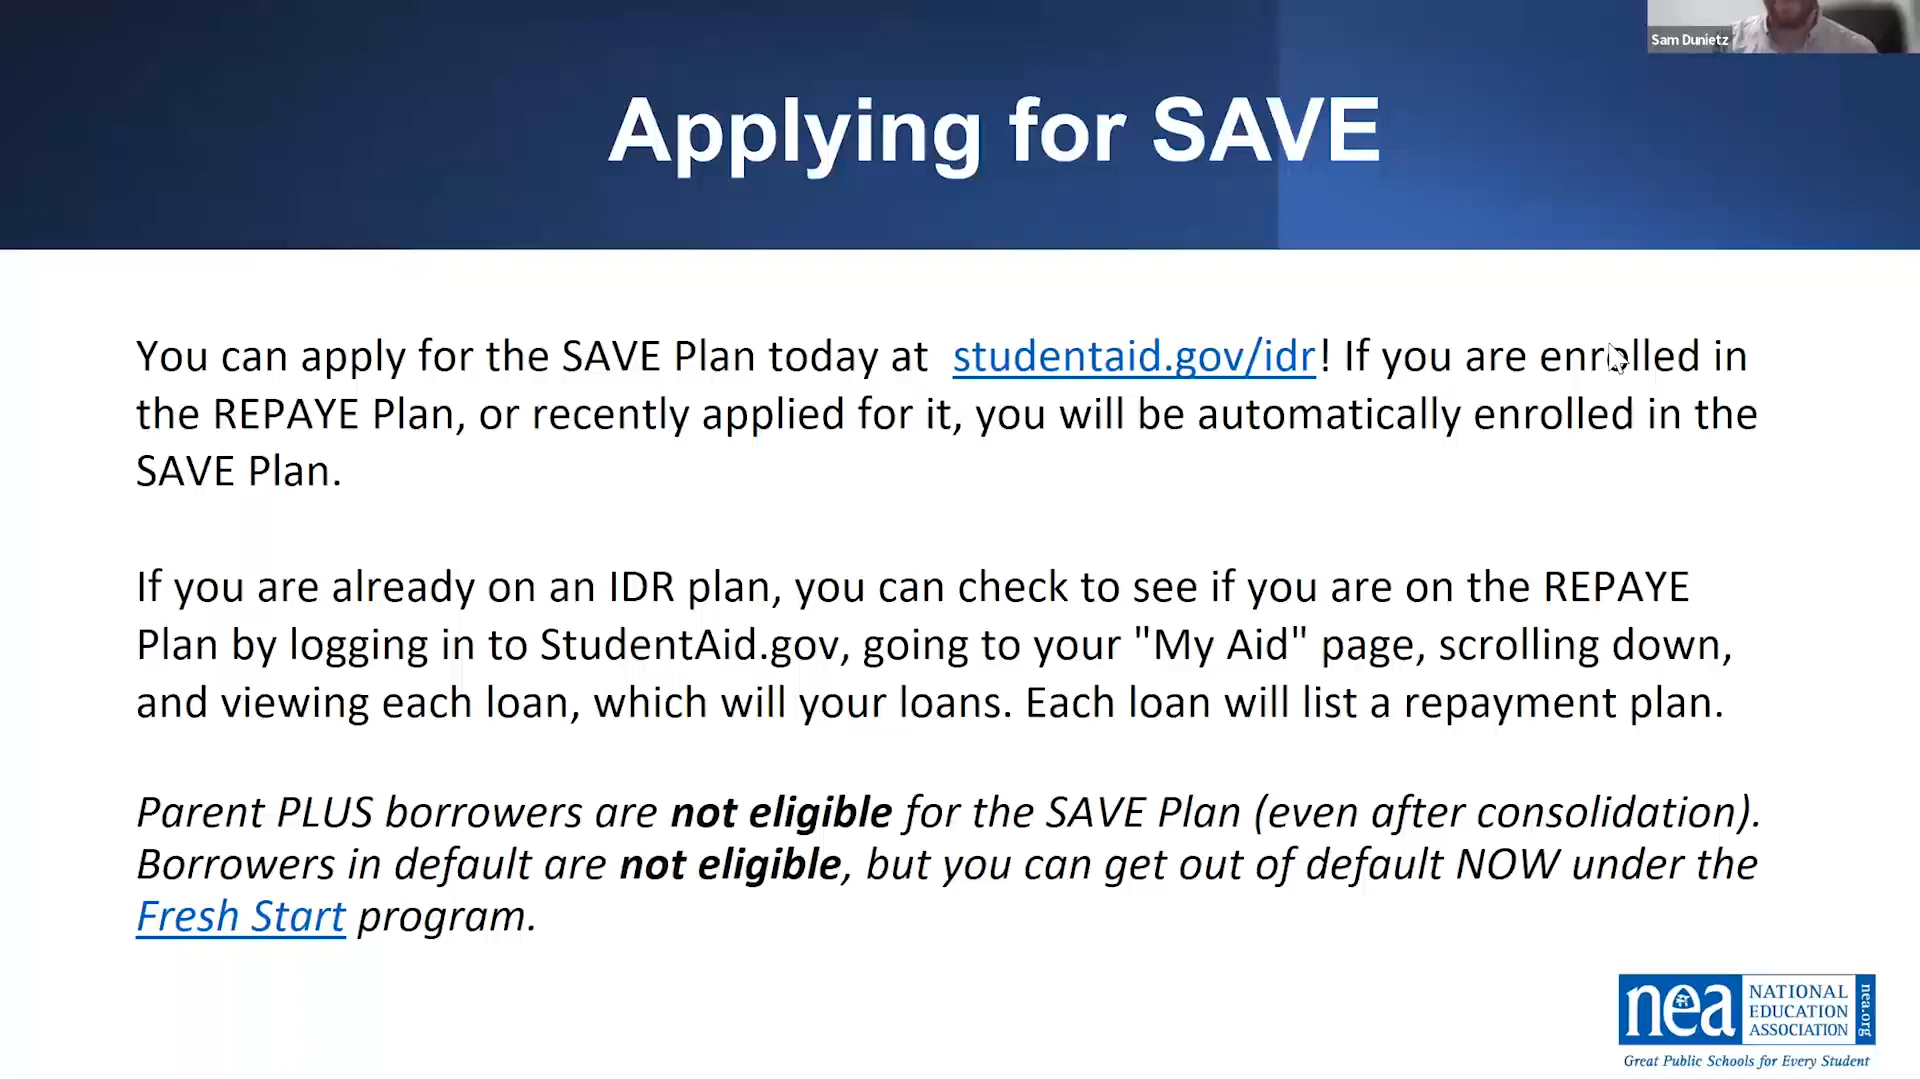 Sam Dunietz
Applying for SAVE
You can apply for the SAVE Plan today at studentaid.gov/idr! If you are enrolled in
the REPAYE Plan, or recently applied for it, you will be automatically enrolled in the
SAVE Plan.
If you are already on an IDR plan, you can check to see if you are on the REPAYE
Plan by logging in to StudentAid.gov, going to your "My Aid" page, scrolling down,
and viewing each loan, which will your loans. Each loan will list a repayment plan.
Parent PLUS borrowers are not eligible for the SAVE Plan (even after consolidation).
Borrowers in default are not eligible, but you can get out of default NOW under the
Fresh Start program.
nea
NATIONAL
EDUCATION
ASSOCIATION
nea.org
Great Public Schools for Every Student